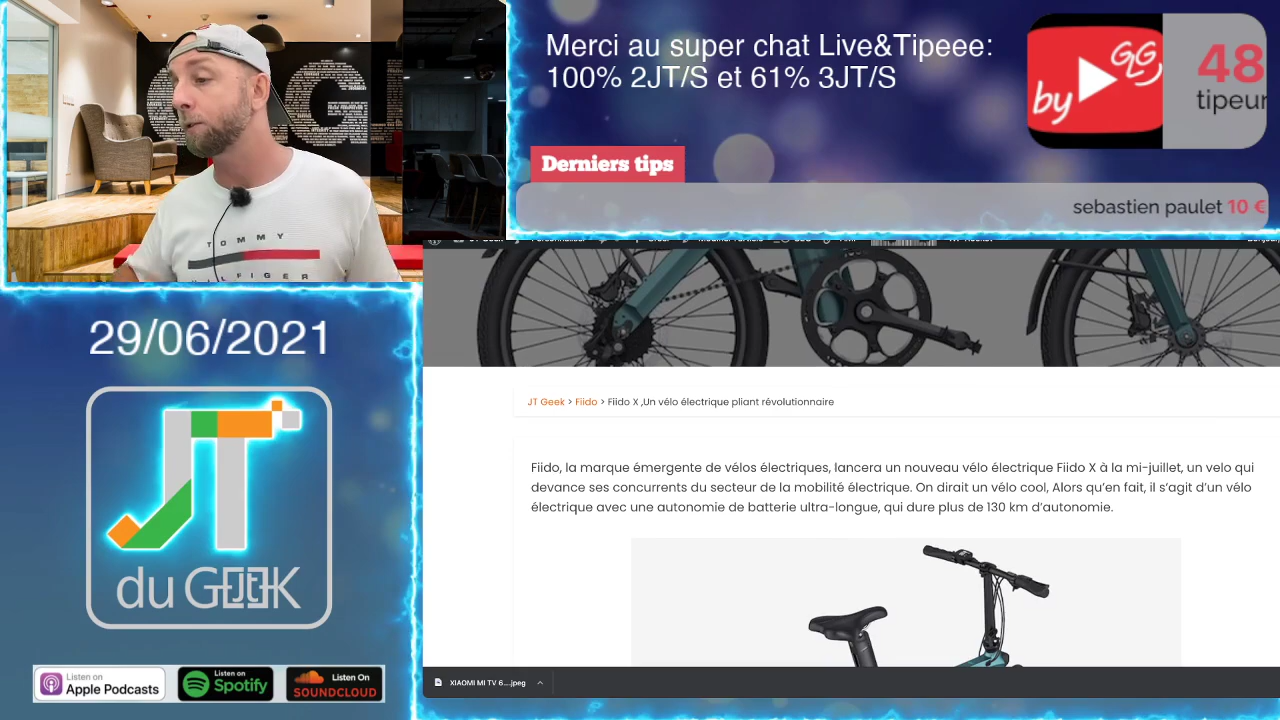 Merci au super chat Live&Tipeee:
100% 2JT/S et 61% 3JT/S
by
GG
48
tipeur
Derniers tips
sebastien paulet 10 €
TOMMY
HILFIGER
29/06/2021
JT
du GEEK
Jt
Listen on
Apple Podcasts
Listen on
Spotify
Listen On
SOUNDCLOUD
JT Geek > Fiido > Fiido X ,Un vélo électrique pliant révolutionnaire
Fiido, la marque émergente de vélos électriques, lancera un nouveau vélo électrique Fiido X à la mi-juillet, un velo qui
devance ses concurrents du secteur de la mobilité électrique. On dirait un vélo cool, Alors qu'en fait, il s'agit d'un vélo
électrique avec une autonomie de batterie ultra-longue, qui dure plus de 130 km d'autonomie.
XIAOMI MI TV 6....jpeg